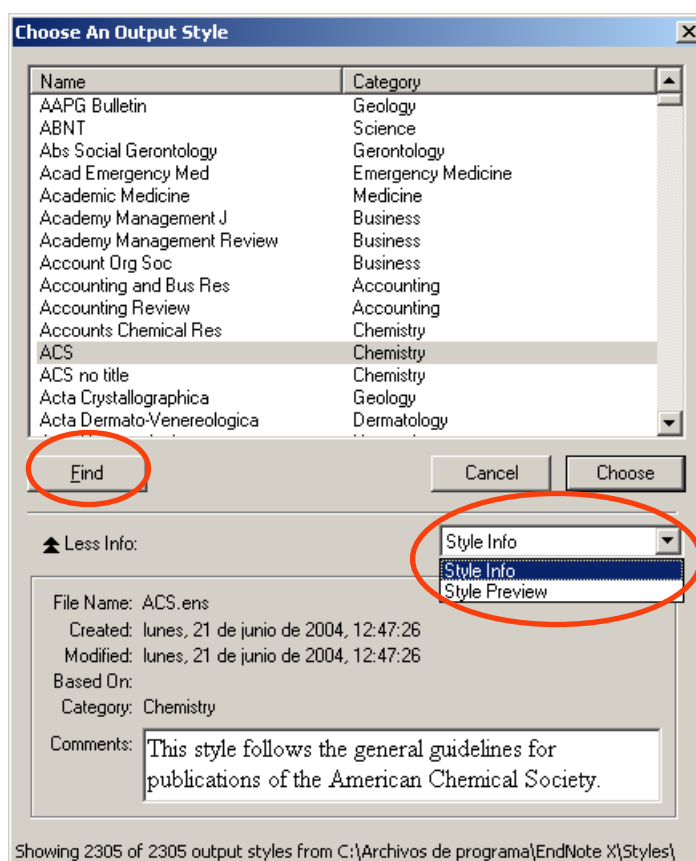 Choose An Output Style
Name Category
AAPG Bulletin Geology
ABNT Science
Abs Social Gerontology Gerontology
Acad Emergency Med Emergency Medicine
Academic Medicine Medicine
Academy Management J Business
Academy Management Review Business
Account Org Soc Business
Accounting and Bus Res Accounting
Accounting Review Accounting
Accounts Chemical Res Chemistry
ACS Chemistry
ACS no title Chemistry
Acta Crystallographica Geology
Acta Dermato-Venereologica Dermatology
Find Cancel Choose
Less Info: Style Info
Style Info
Style Preview
File Name: ACS.ens
Created: lunes, 21 de junio de 2004, 12:47:26
Modified: lunes, 21 de junio de 2004, 12:47:26
Based On:
Category: Chemistry
Comments: This style follows the general guidelines for
publications of the American Chemical Society.
Showing 2305 of 2305 output styles from C:\Archivos de programa\EndNote X\Styles\